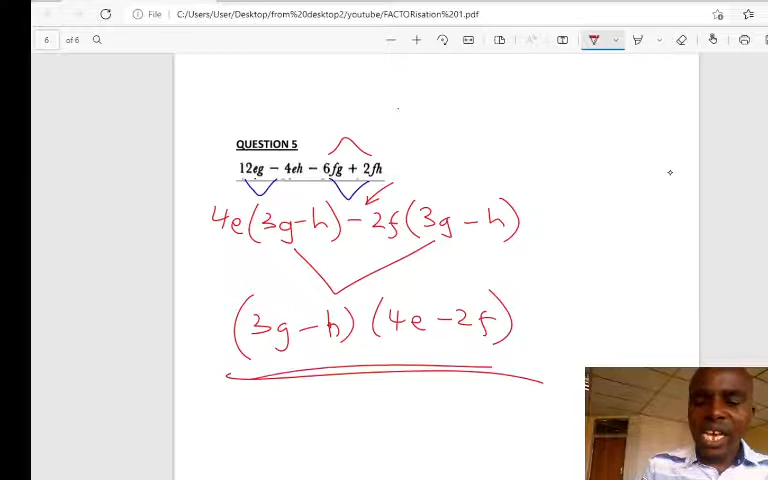 File C:/Users/User/Desktop/from%20desktop2/youtube/FACTORisation%201.pdf
6 of 6
QUESTION 5
12eg - 4eh - 6fg + 2fh
4e(3g-h) - 2f(3g - h)
(3g-h) (4e - 2f)